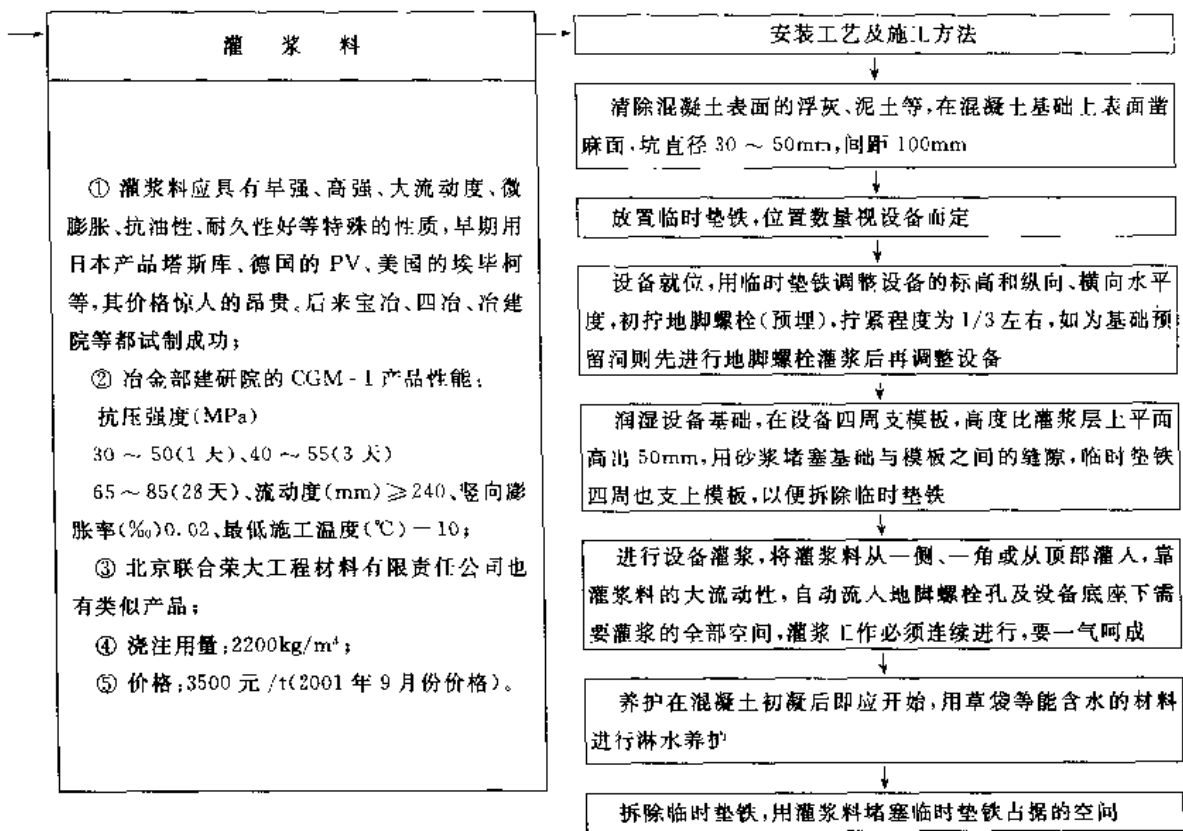 灌 浆 料
① 灌浆料应具有早强、高强、大流动度、微
膨胀、抗油性、耐久性好等特殊的性质，早期用
日本产品塔斯库、德国的 PV、美国的埃毕柯
等，其价格惊人的昂贵。后来宝冶、四冶、冶建
院等都试制成功；
② 冶金部建研院的 CGM - 1 产品性能：
抗压强度(MPa)
30 ～ 50(1 天)、40 ～ 55(3 天)
65 ～ 85(28天)、流动度(mm) ≥ 240、竖向膨
胀率(‰)0.02、最低施工温度(℃) － 10；
③ 北京联合荣大工程材料有限责任公司也
有类似产品；
④ 浇注用量：2200kg/m³；
⑤ 价格：3500 元 /t(2001 年 9 月份价格)。
安装工艺及施工方法
清除混凝土表面的浮灰、泥土等，在混凝土基础上表面凿
麻面，坑直径 30 ～ 50mm，间距 100mm
放置临时垫铁，位置数量视设备而定
设备就位，用临时垫铁调整设备的标高和纵向、横向水平
度，初拧地脚螺栓(预埋)，拧紧程度为 1/3 左右，如为基础预
留洞则先进行地脚螺栓灌浆后再调整设备
润湿设备基础，在设备四周支模板，高度比灌浆层上平面
高出 50mm，用砂浆堵塞基础与模板之间的缝隙，临时垫铁
四周也支上模板，以便拆除临时垫铁
进行设备灌浆，将灌浆料从一侧、一角或从顶部灌入，靠
灌浆料的大流动性，自动流入地脚螺栓孔及设备底座下需
要灌浆的全部空间，灌浆工作必须连续进行，要一气呵成
养护在混凝土初凝后即应开始，用草袋等能含水的材料
进行淋水养护
拆除临时垫铁，用灌浆料堵塞临时垫铁占据的空间